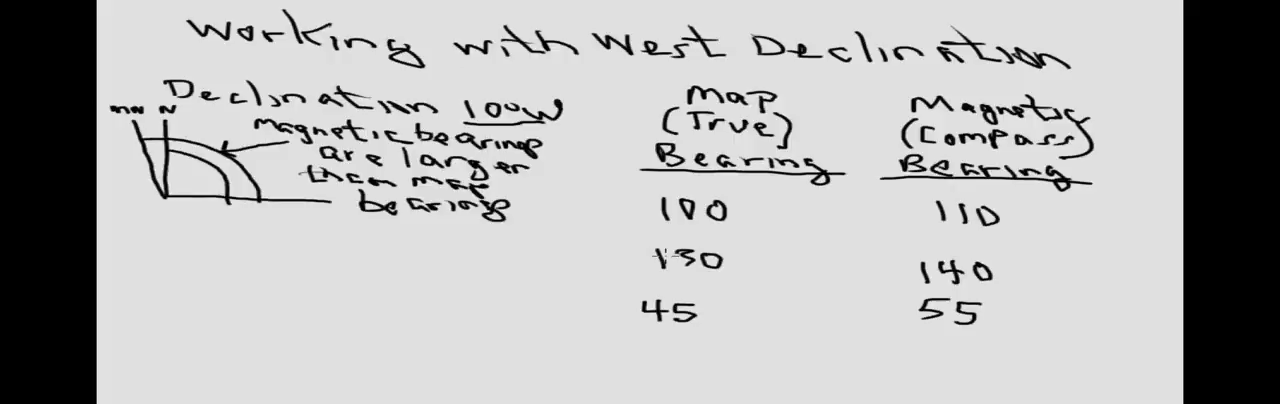 Working with West Declination
Declination 10°W
MN N
Magnetic bearings
are larger
than map
bearings
Map
(True)
Bearing
Magnetic
(Compass)
Bearing
100 110
130 140
45 55